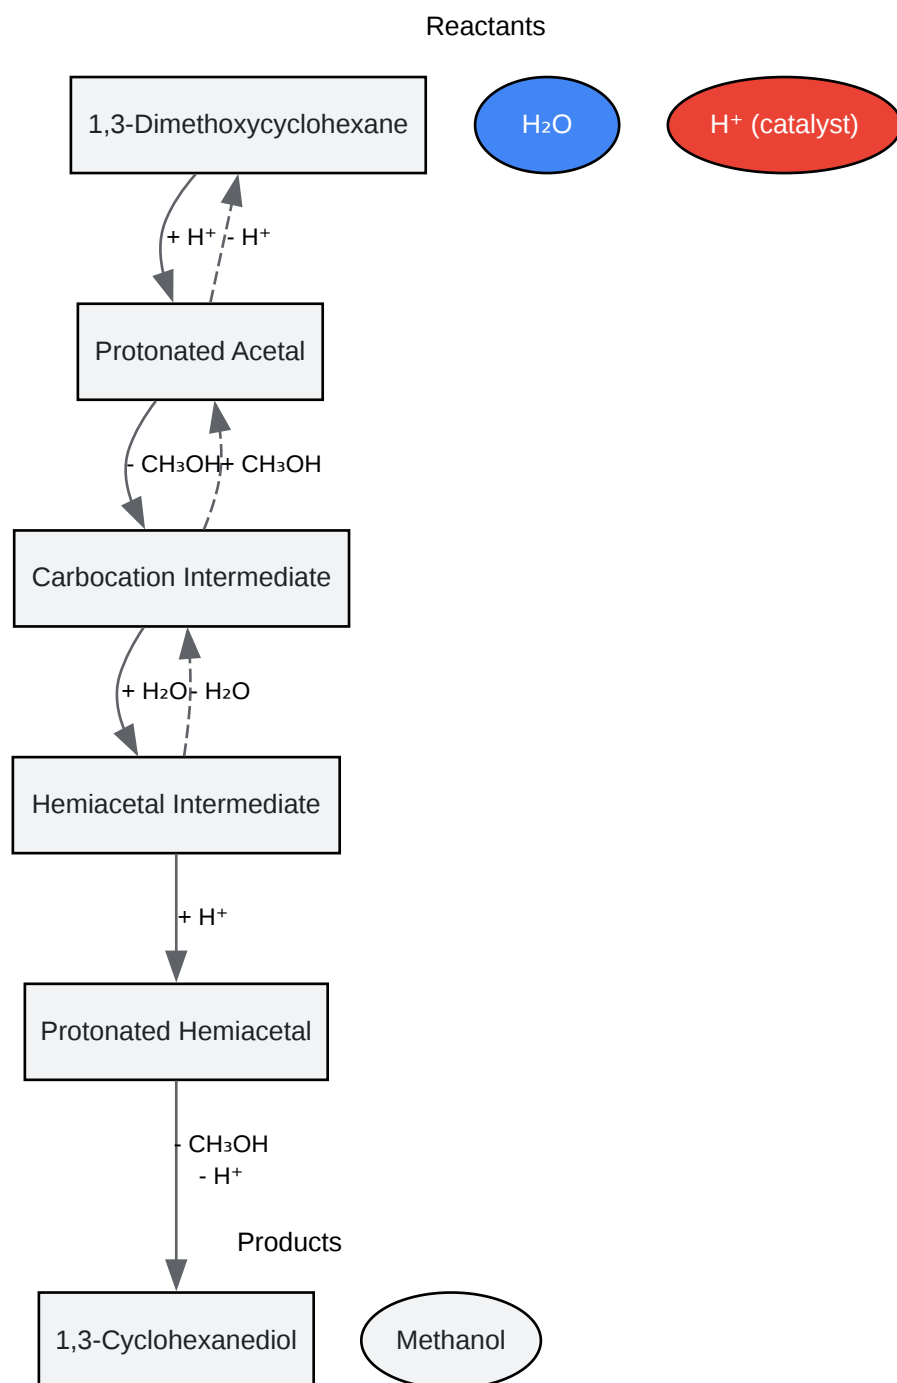 Reactants
1,3-Dimethoxycyclohexane
H₂O
H⁺ (catalyst)
+ H⁺
- H⁺
Protonated Acetal
- CH₃OH
+ CH₃OH
Carbocation Intermediate
+ H₂O
- H₂O
Hemiacetal Intermediate
+ H⁺
Protonated Hemiacetal
- CH₃OH
- H⁺
Products
1,3-Cyclohexanediol
Methanol